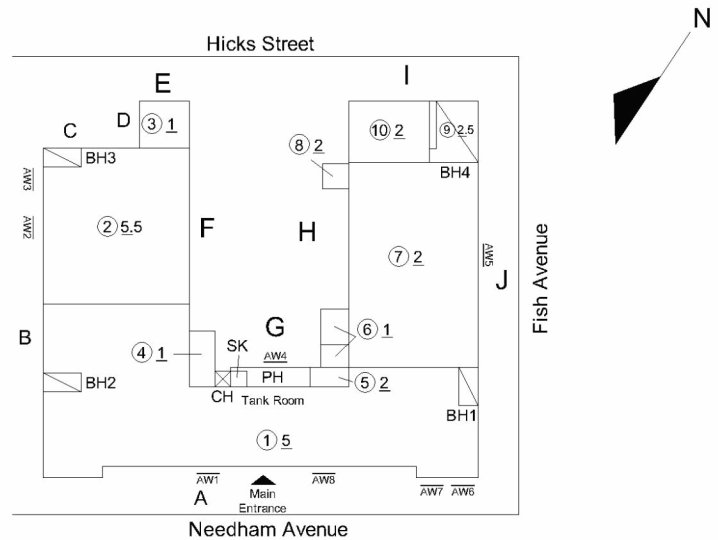 N
Hicks Street
I
E
D
③ 1
C
⑩ 2
⑨ 2.5
⑧ 2
BH3
BH4
AW3
AW2
② 5.5
F
H
⑦ 2
AW5
J
Fish Avenue
B
G
⑥ 1
④ 1
SK
AW4
BH2
CH
PH
⑤ 2
Tank Room
BH1
① 5
AW1
AW8
AW7
AW6
A
Main
Entrance
Needham Avenue